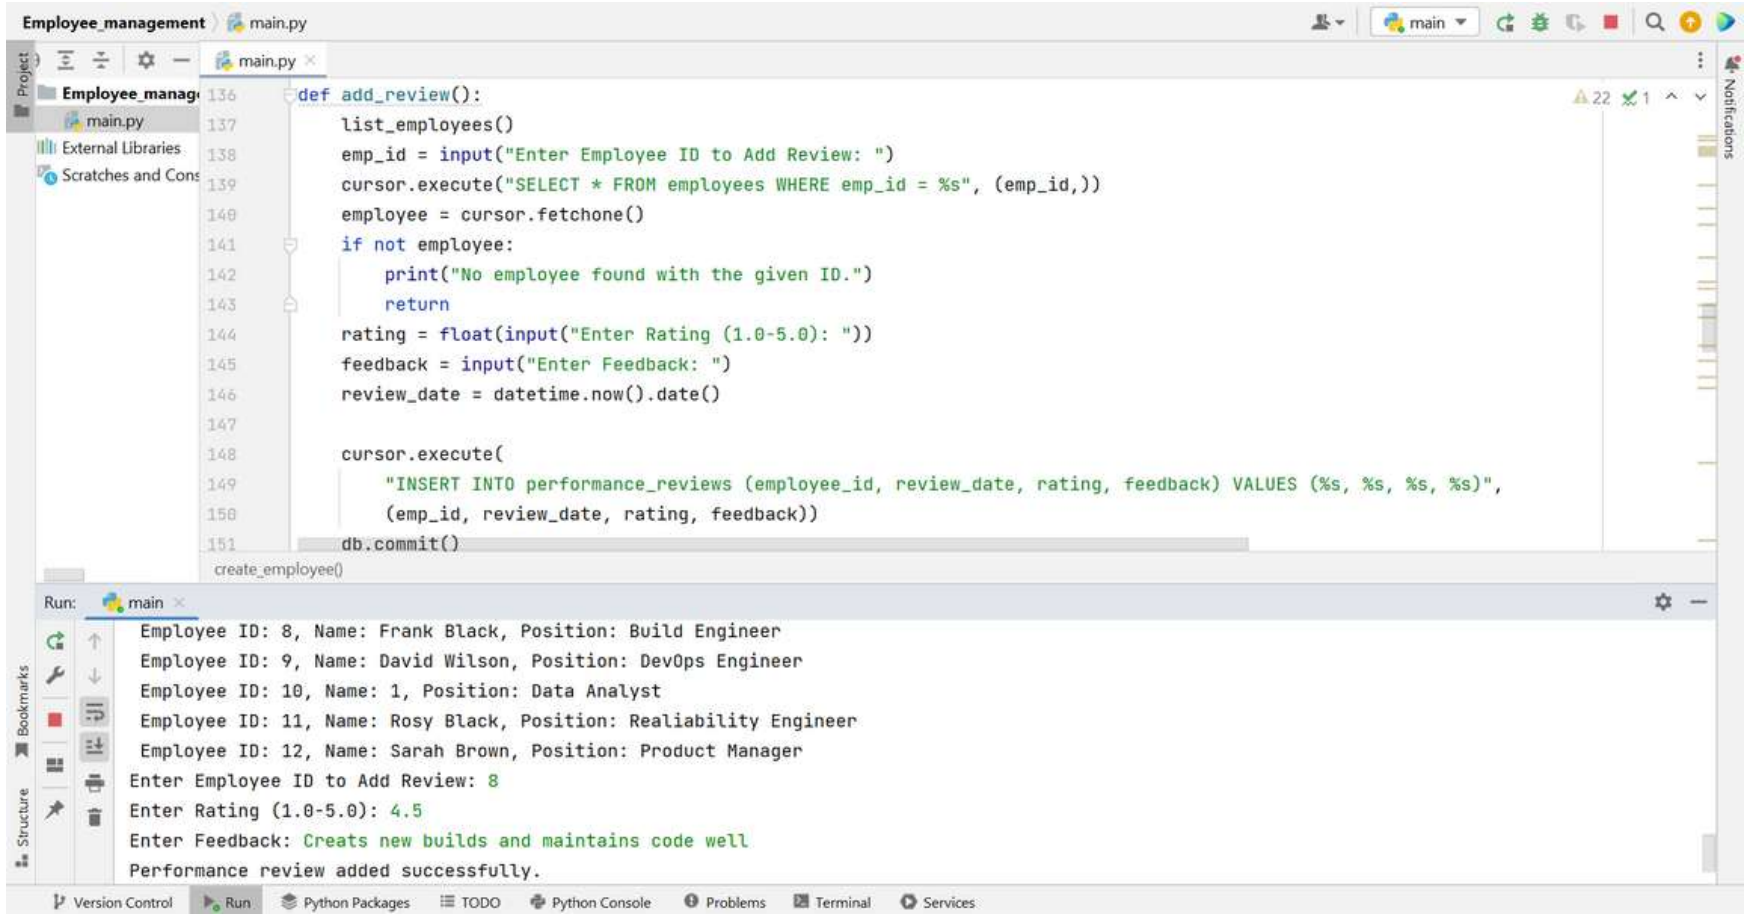 Employee_management
main.py
main
Project
main.py
Employee_manag
main.py
External Libraries
Scratches and Cons
22 1
Notifications
136 def add_review():
137 list_employees()
138 emp_id = input("Enter Employee ID to Add Review: ")
139 cursor.execute("SELECT * FROM employees WHERE emp_id = %s", (emp_id,))
140 employee = cursor.fetchone()
141 if not employee:
142 print("No employee found with the given ID.")
143 return
144 rating = float(input("Enter Rating (1.0-5.0): "))
145 feedback = input("Enter Feedback: ")
146 review_date = datetime.now().date()
147
148 cursor.execute(
149 "INSERT INTO performance_reviews (employee_id, review_date, rating, feedback) VALUES (%s, %s, %s, %s)",
150 (emp_id, review_date, rating, feedback))
151 db.commit()
create_employee()
Run: main
Employee ID: 8, Name: Frank Black, Position: Build Engineer
Employee ID: 9, Name: David Wilson, Position: DevOps Engineer
Employee ID: 10, Name: 1, Position: Data Analyst
Employee ID: 11, Name: Rosy Black, Position: Realiability Engineer
Employee ID: 12, Name: Sarah Brown, Position: Product Manager
Enter Employee ID to Add Review: 8
Enter Rating (1.0-5.0): 4.5
Enter Feedback: Creats new builds and maintains code well
Performance review added successfully.
Bookmarks
Structure
Version Control Run Python Packages TODO Python Console Problems Terminal Services